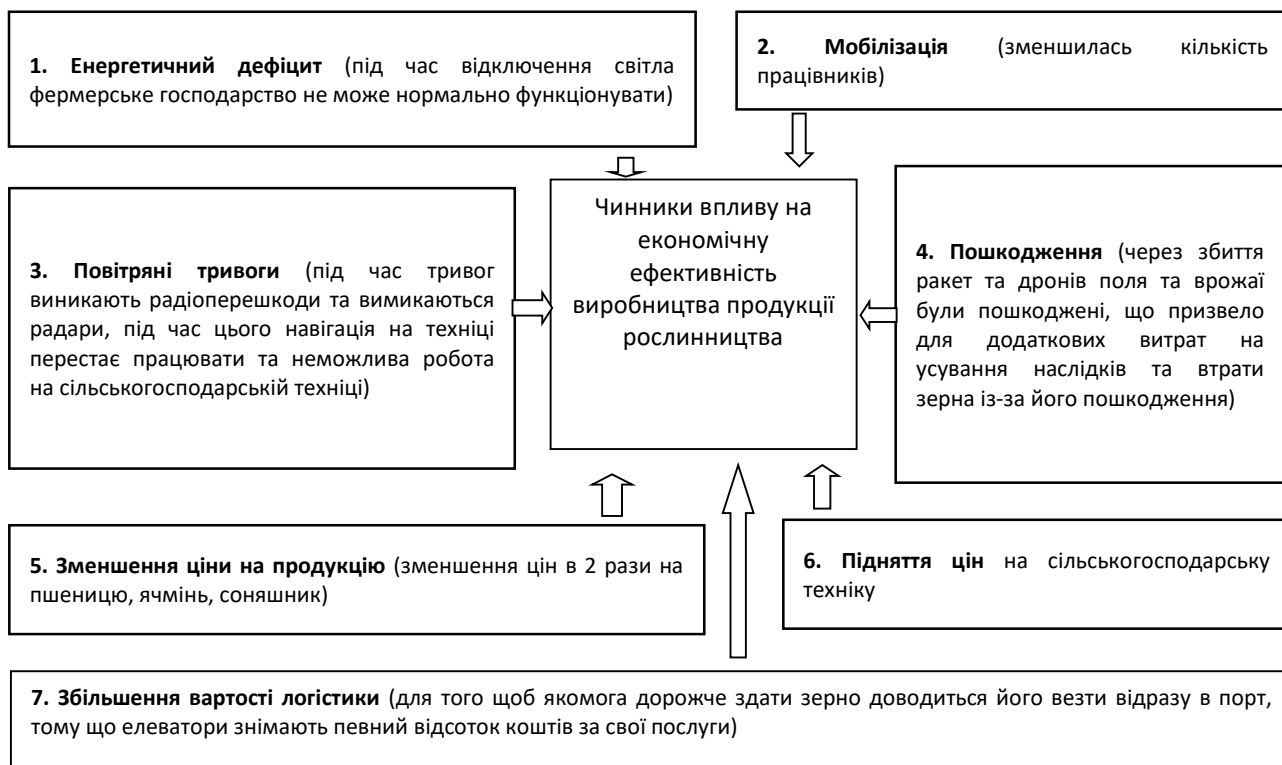 1. Енергетичний дефіцит (під час відключення світла
фермерське господарство не може нормально функціонувати)
2. Мобілізація (зменшилась кількість
працівників)
Чинники впливу на
економічну
ефективність
виробництва продукції
рослинництва
3. Повітряні тривоги (під час тривог
виникають радіоперешкоди та вимикаються
радари, під час цього навігація на техніці
перестає працювати та неможлива робота
на сільськогосподарській техніці)
4. Пошкодження (через збиття
ракет та дронів поля та врожаї
були пошкоджені, що призвело
для додаткових витрат на
усування наслідків та втрати
зерна із-за його пошкодження)
5. Зменшення ціни на продукцію (зменшення цін в 2 рази на
пшеницю, ячмінь, соняшник)
6. Підняття цін на сільськогосподарську
техніку
7. Збільшення вартості логістики (для того щоб якомога дорожче здати зерно доводиться його везти відразу в порт,
тому що елеватори знімають певний відсоток коштів за свої послуги)